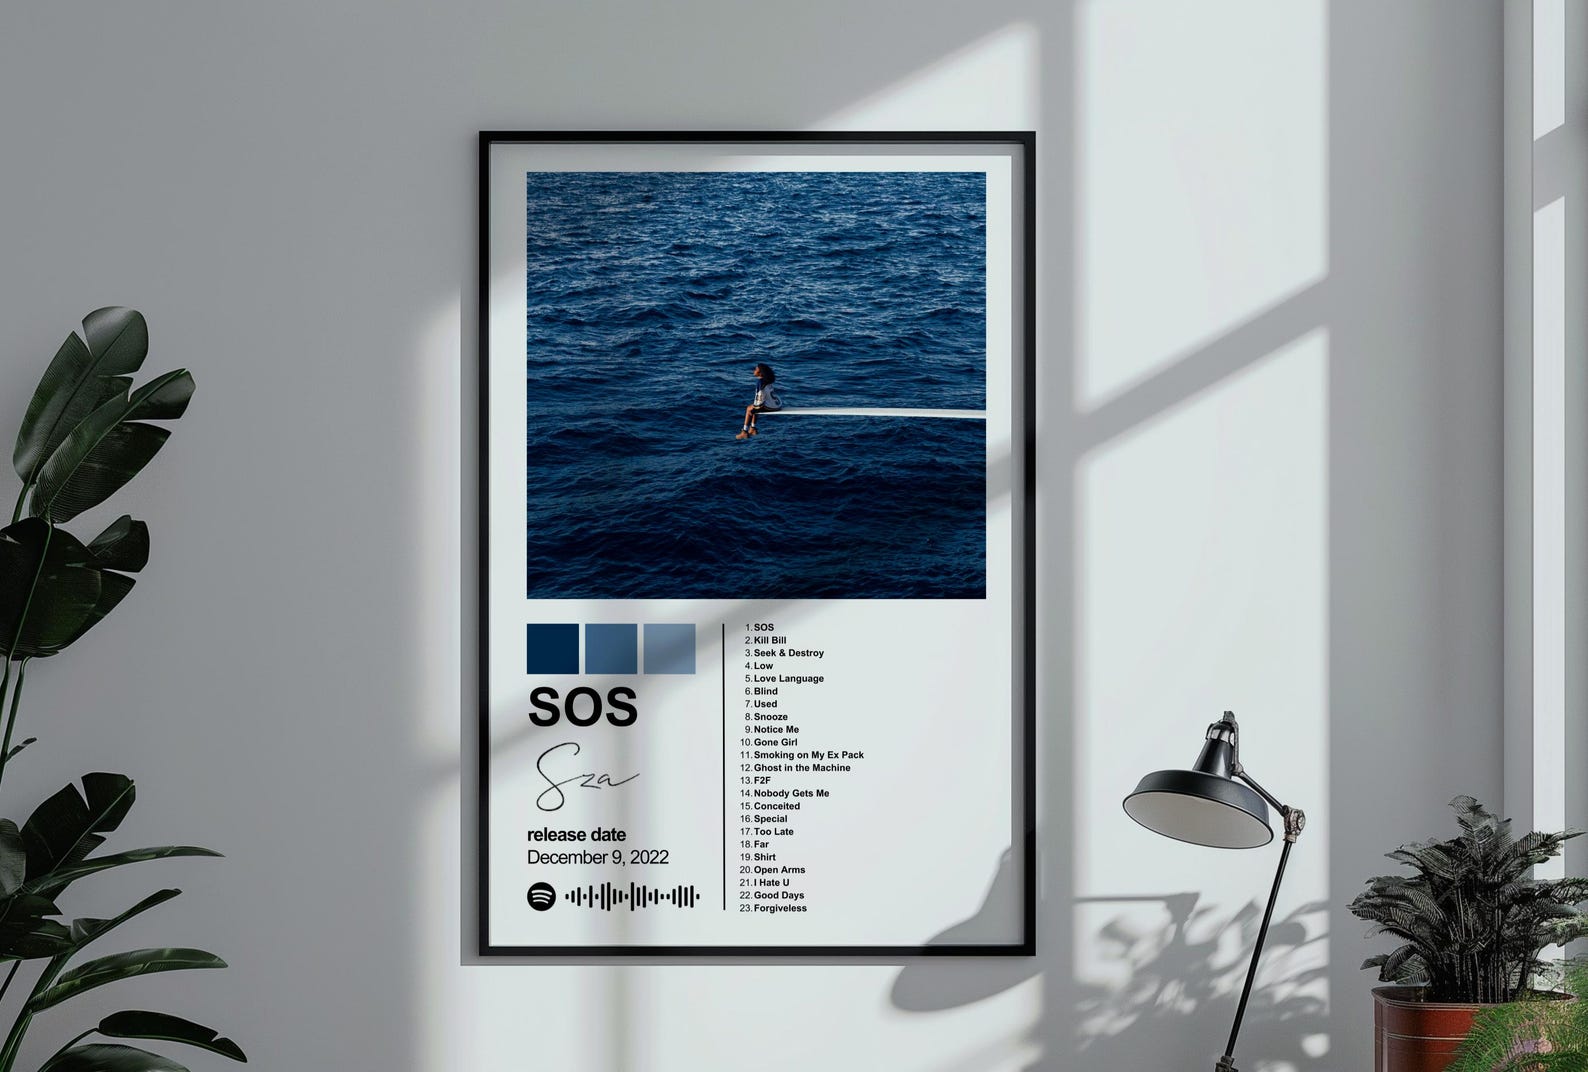 SOS
Sza
release date
December 9, 2022
1. SOS
2. Kill Bill
3. Seek & Destroy
4. Low
5. Love Language
6. Blind
7. Used
8. Snooze
9. Notice Me
10. Gone Girl
11. Smoking on My Ex Pack
12. Ghost in the Machine
13. F2F
14. Nobody Gets Me
15. Conceited
16. Special
17. Too Late
18. Far
19. Shirt
20. Open Arms
21. I Hate U
22. Good Days
23. Forgiveless